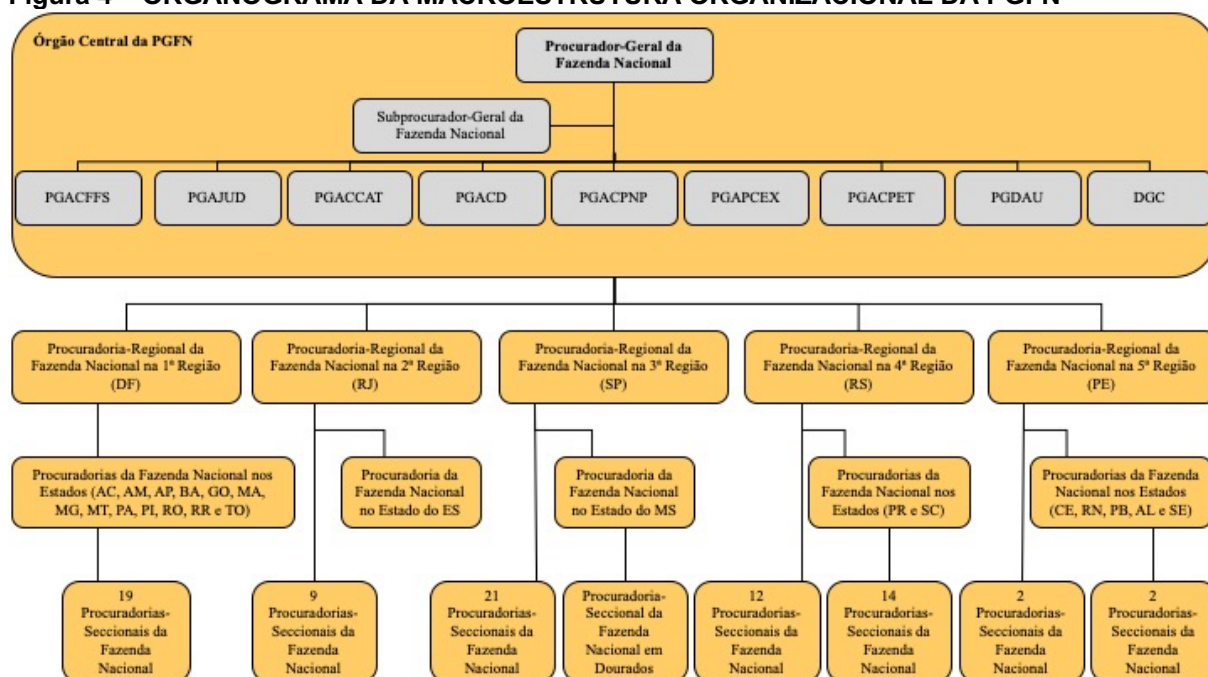 Figura 4 – ORGANOGRAMA DA MACROESTRUTURA ORGANIZACIONAL DA PGFN
Órgão Central da PGFN
Procurador-Geral da
Fazenda Nacional
Subprocurador-Geral da
Fazenda Nacional
PGACFFS
PGAJUD
PGACCAT
PGACD
PGACPNP
PGAPCEX
PGACPET
PGDAU
DGC
Procuradoria-Regional da
Fazenda Nacional na 1ª Região
(DF)
Procuradoria-Regional da
Fazenda Nacional na 2ª Região
(RJ)
Procuradoria-Regional da
Fazenda Nacional na 3ª Região
(SP)
Procuradoria-Regional da
Fazenda Nacional na 4ª Região
(RS)
Procuradoria-Regional da
Fazenda Nacional na 5ª Região
(PE)
Procuradorias da Fazenda Nacional nos
Estados (AC, AM, AP, BA, GO, MA,
MG, MT, PA, PI, RO, RR e TO)
Procuradoria da
Fazenda Nacional
no Estado do ES
Procuradoria da
Fazenda Nacional
no Estado do MS
Procuradorias da
Fazenda Nacional nos
Estados (PR e SC)
Procuradorias da Fazenda
Nacional nos Estados
(CE, RN, PB, AL e SE)
19
Procuradorias-
Seccionais da
Fazenda
Nacional
9
Procuradorias-
Seccionais da
Fazenda
Nacional
21
Procuradorias-
Seccionais da
Fazenda
Nacional
Procuradoria-
Seccional da
Fazenda
Nacional em
Dourados
12
Procuradorias-
Seccionais da
Fazenda
Nacional
14
Procuradorias-
Seccionais da
Fazenda
Nacional
2
Procuradorias-
Seccionais da
Fazenda
Nacional
2
Procuradorias-
Seccionais da
Fazenda
Nacional